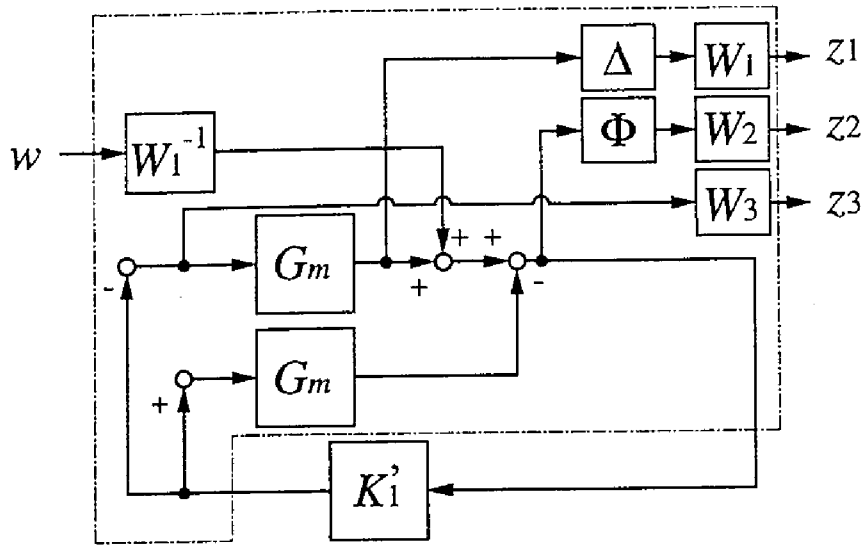 Δ W₁ z1
Φ W₂ z2
w W₁⁻¹
W₃ z3
+ +
- Gm + -
+ Gm
K₁'